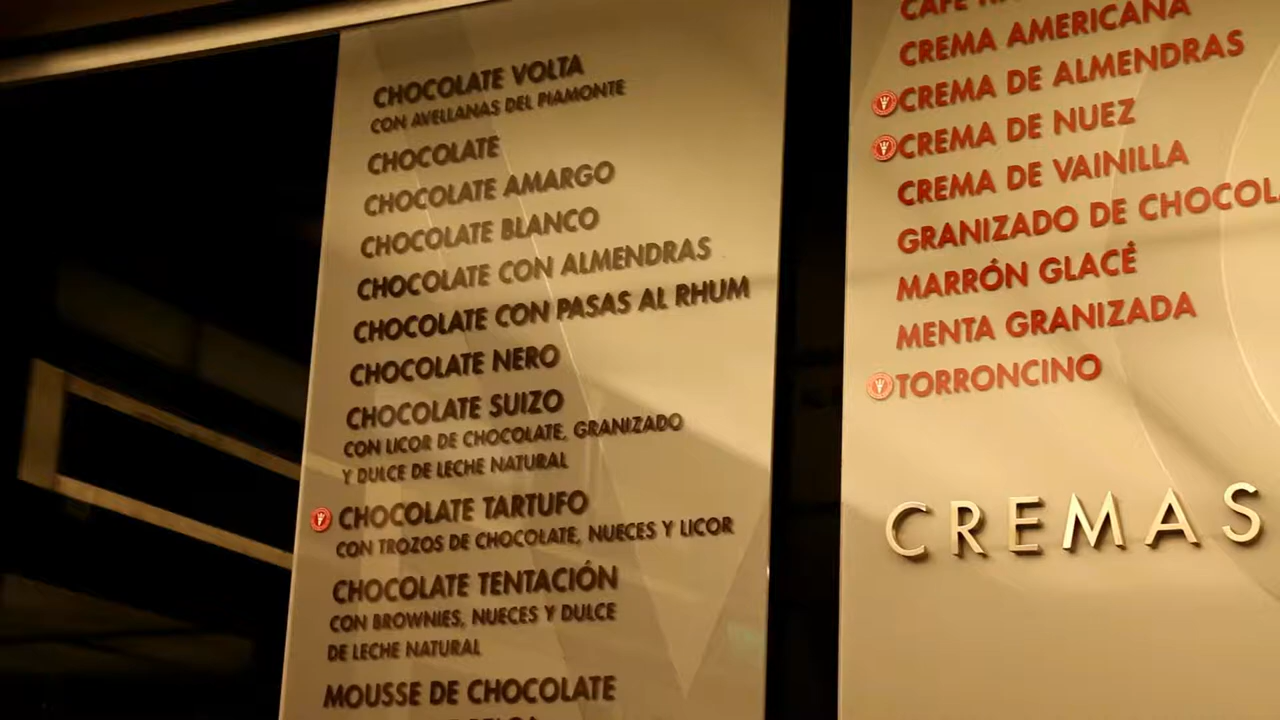 CHOCOLATE VOLTA
CON AVELLANAS DEL PIAMONTE
CHOCOLATE
CHOCOLATE AMARGO
CHOCOLATE BLANCO
CHOCOLATE CON ALMENDRAS
CHOCOLATE CON PASAS AL RHUM
CHOCOLATE NERO
CHOCOLATE SUIZO
CON LICOR DE CHOCOLATE, GRANIZADO
Y DULCE DE LECHE NATURAL
CHOCOLATE TARTUFO
CON TROZOS DE CHOCOLATE, NUECES Y LICOR
CHOCOLATE TENTACIÓN
CON BROWNIES, NUECES Y DULCE
DE LECHE NATURAL
MOUSSE DE CHOCOLATE
CAFÉ
CREMA AMERICANA
CREMA DE ALMENDRAS
CREMA DE NUEZ
CREMA DE VAINILLA
GRANIZADO DE CHOCOL
MARRÓN GLACÉ
MENTA GRANIZADA
TORRONCINO
CREMAS